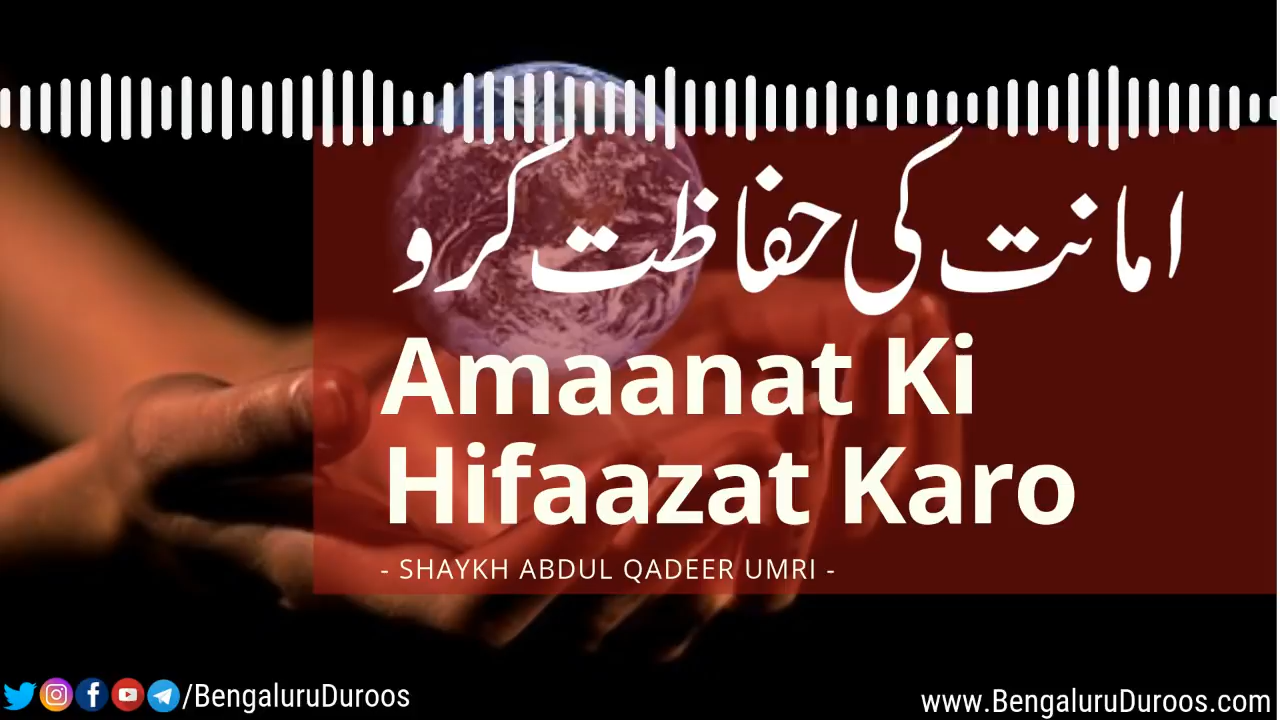 امانت کی حفاظت کرو
Amaanat Ki
Hifaazat Karo
- SHAYKH ABDUL QADEER UMRI -
/BengaluruDuroos
www.BengaluruDuroos.com